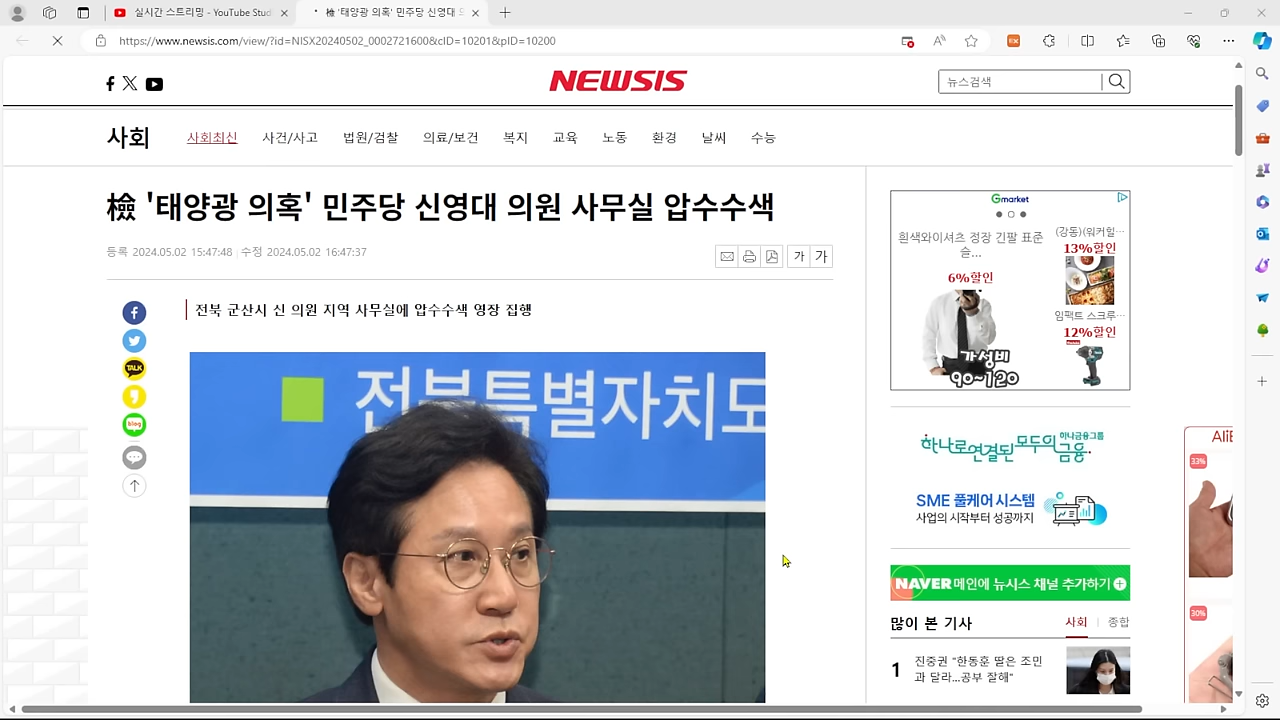 실시간 스트리밍 - YouTube Stud
檢 '태양광 의혹' 민주당 신영대 의
https://www.newsis.com/view/?id=NISX20240502_0002721600&cID=10201&pID=10200
NEWSIS
뉴스검색
사회
사회최신
사건/사고
법원/검찰
의료/보건
복지
교육
노동
환경
날씨
수능
檢 '태양광 의혹' 민주당 신영대 의원 사무실 압수수색
등록 2024.05.02 15:47:48
수정 2024.05.02 16:47:37
가
가
전북 군산시 신 의원 지역 사무실에 압수수색 영장 집행
TALK
blog
전북특별자치도
Gmarket
흰색와이셔츠 정장 긴팔 표준
슬...
6%할인
가성비
90~120
(강동)(워커힐...
13%할인
임팩트 스크루...
12%할인
하나로연결된 모두의 금융
하나금융그룹
SME 풀케어 시스템
사업의 시작부터 성공까지
NAVER 메인에 뉴시스 채널 추가하기
많이 본 기사
사회
종합
1
진중권 "한동훈 딸은 조민
과 달라...공부 잘해"
AliE
33%
30%